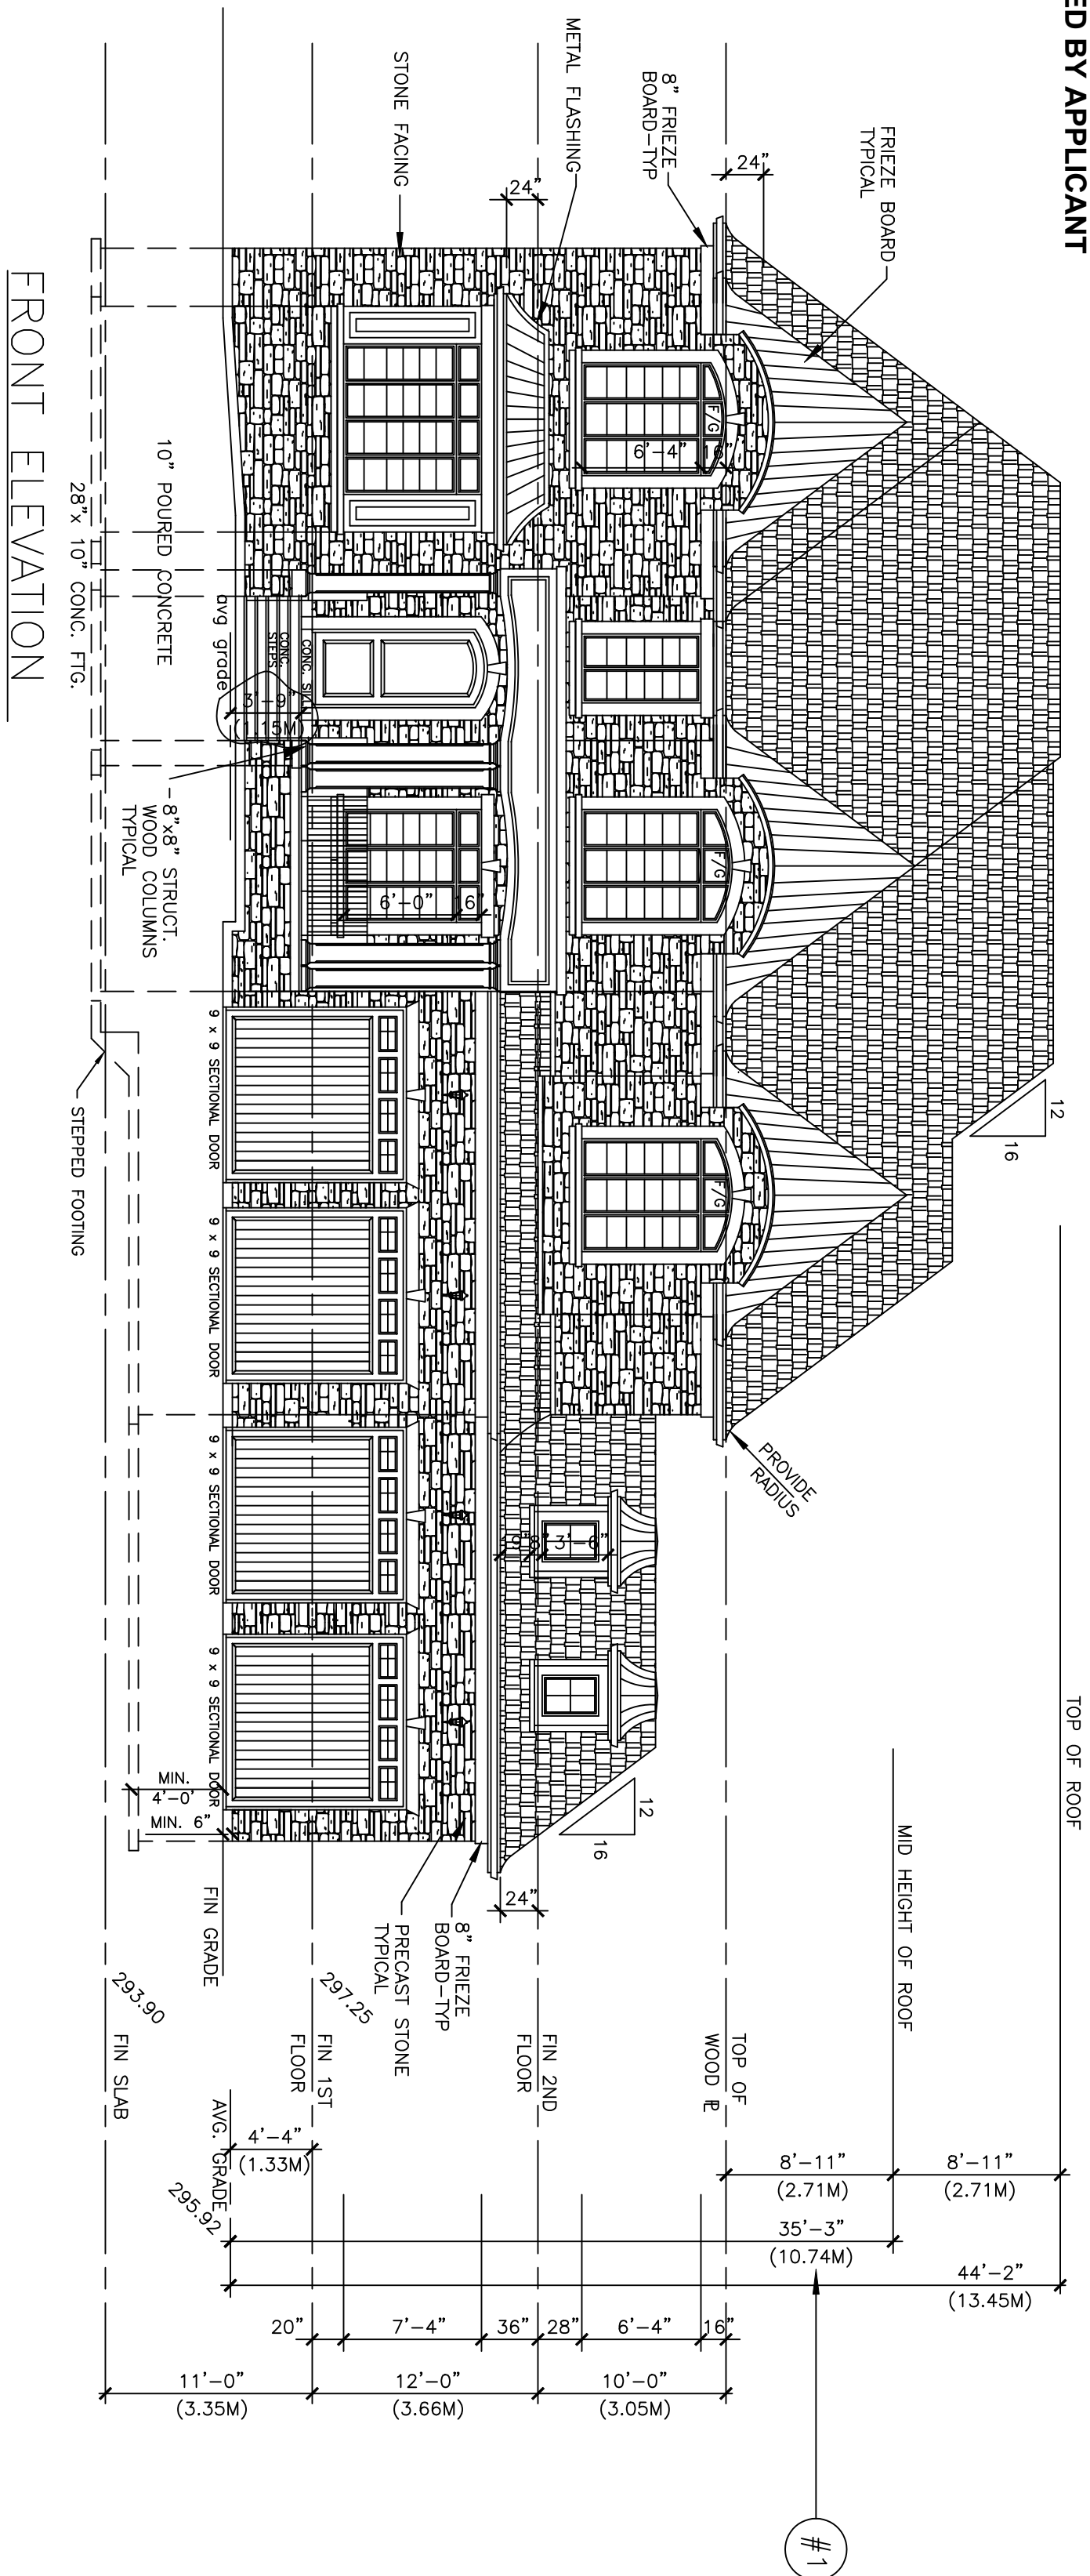 ED BY APPLICANT
TOP OF ROOF
MID HEIGHT OF ROOF
8'-11"
(2.71M)
8'-11"
(2.71M)
35'-3"
(10.74M)
44'-2"
(13.45M)
#1
12
16
FRIEZE BOARD
TYPICAL
24"
8" FRIEZE
BOARD-TYP
METAL FLASHING
24"
STONE FACING
PROVIDE
RADIUS
TOP OF
WOOD PL
F/G
6'-4"
16"
F/G
F/G
12
16
9"
8"
3'-6"
24"
FIN 2ND
FLOOR
8" FRIEZE
BOARD-TYP
PRECAST STONE
TYPICAL
16"
6'-4"
28"
36"
7'-4"
20"
10'-0"
(3.05M)
12'-0"
(3.66M)
11'-0"
(3.35M)
6'-0"
16"
297.25
FIN 1ST
FLOOR
4'-4"
(1.33M)
CONC. SILL
CONC.
STEPS
3'-9"
(1.15M)
avg grade
9 x 9 SECTIONAL DOOR
9 x 9 SECTIONAL DOOR
9 x 9 SECTIONAL DOOR
9 x 9 SECTIONAL DOOR
FIN GRADE
AVG. GRADE
295.92
MIN.
4'-0"
MIN. 6"
10" POURED CONCRETE
8"x8" STRUCT.
WOOD COLUMNS
TYPICAL
28"x 10" CONC. FTG.
STEPPED FOOTING
293.90
FIN SLAB
FRONT ELEVATION